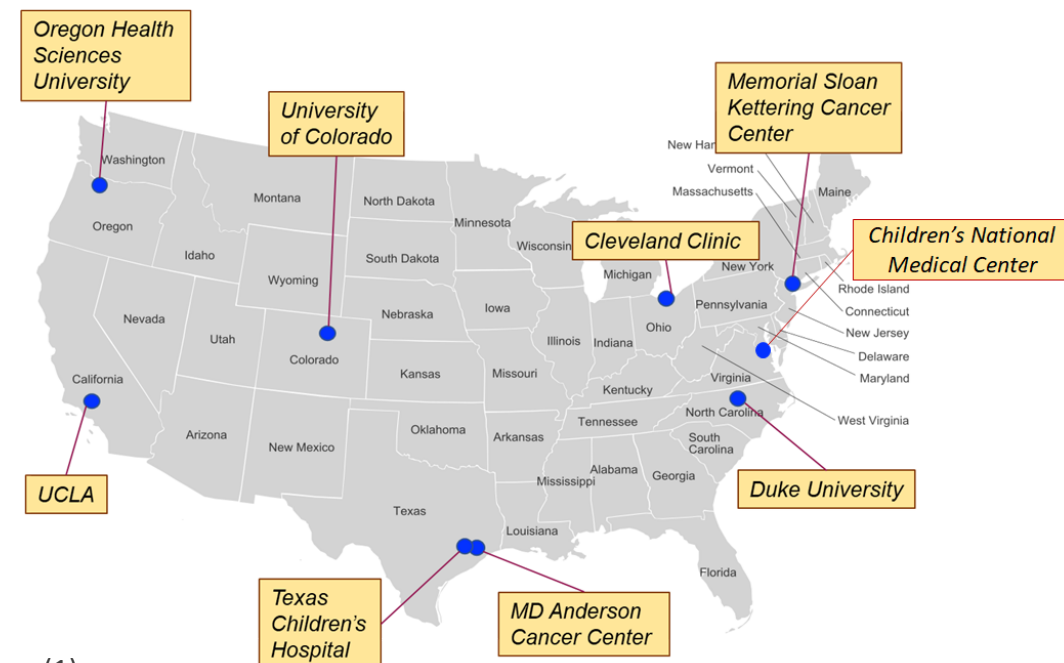 Oregon Health
Sciences
University
University
of Colorado
Memorial Sloan
Kettering Cancer
Center
Cleveland Clinic
Children's National
Medical Center
UCLA
Duke University
Texas
Children's
Hospital
MD Anderson
Cancer Center
Washington
Oregon
Idaho
Montana
Wyoming
Nevada
Utah
Colorado
California
Arizona
New Mexico
North Dakota
South Dakota
Nebraska
Kansas
Oklahoma
Texas
Minnesota
Iowa
Missouri
Arkansas
Louisiana
Wisconsin
Illinois
Michigan
Indiana
Ohio
Kentucky
Tennessee
Mississippi
Alabama
Georgia
Florida
South
Carolina
North Carolina
Virginia
West Virginia
Pennsylvania
New York
New
Vermont
Massachusetts
Maine
Rhode Island
Connecticut
New Jersey
Delaware
Maryland